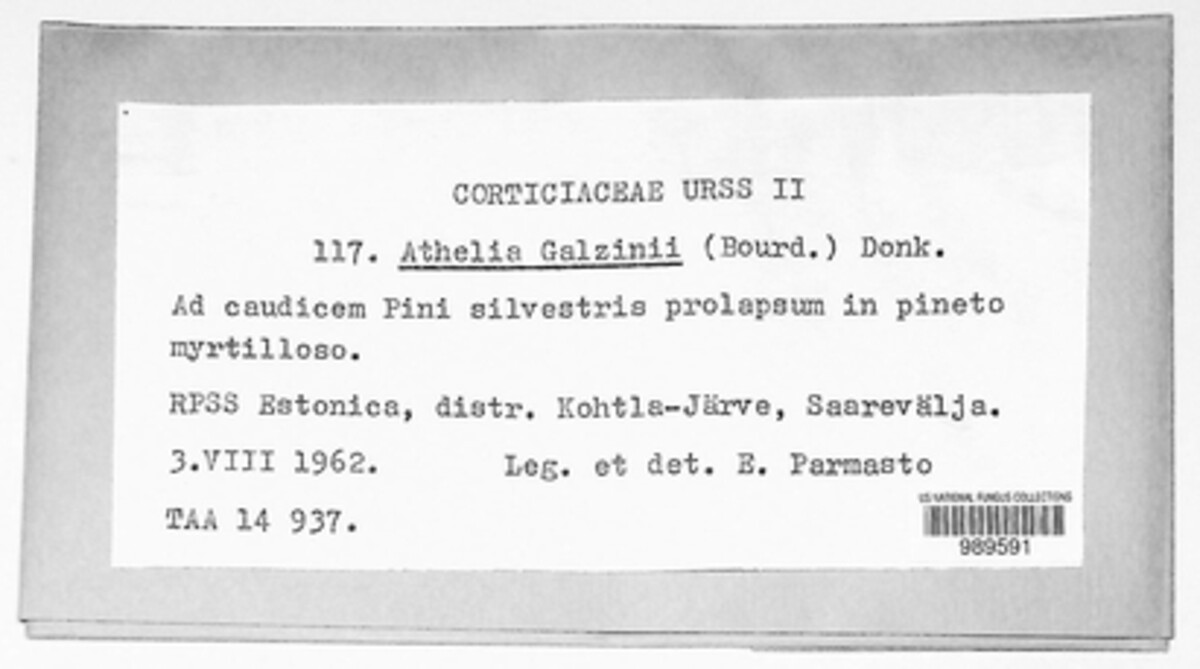 CORTICIACEAE URSS II
117. Athelia Galzinii (Bourd.) Donk.
Ad caudicem Pini silvestris prolapsum in pineto
myrtilloso.
RPSS Estonica, distr. Kohtla-Järve, Saarevälja.
3.VIII 1962. Leg. et det. E. Parmasto
TAA 14 937.
US NATIONAL FUNGUS COLLECTIONS
989591